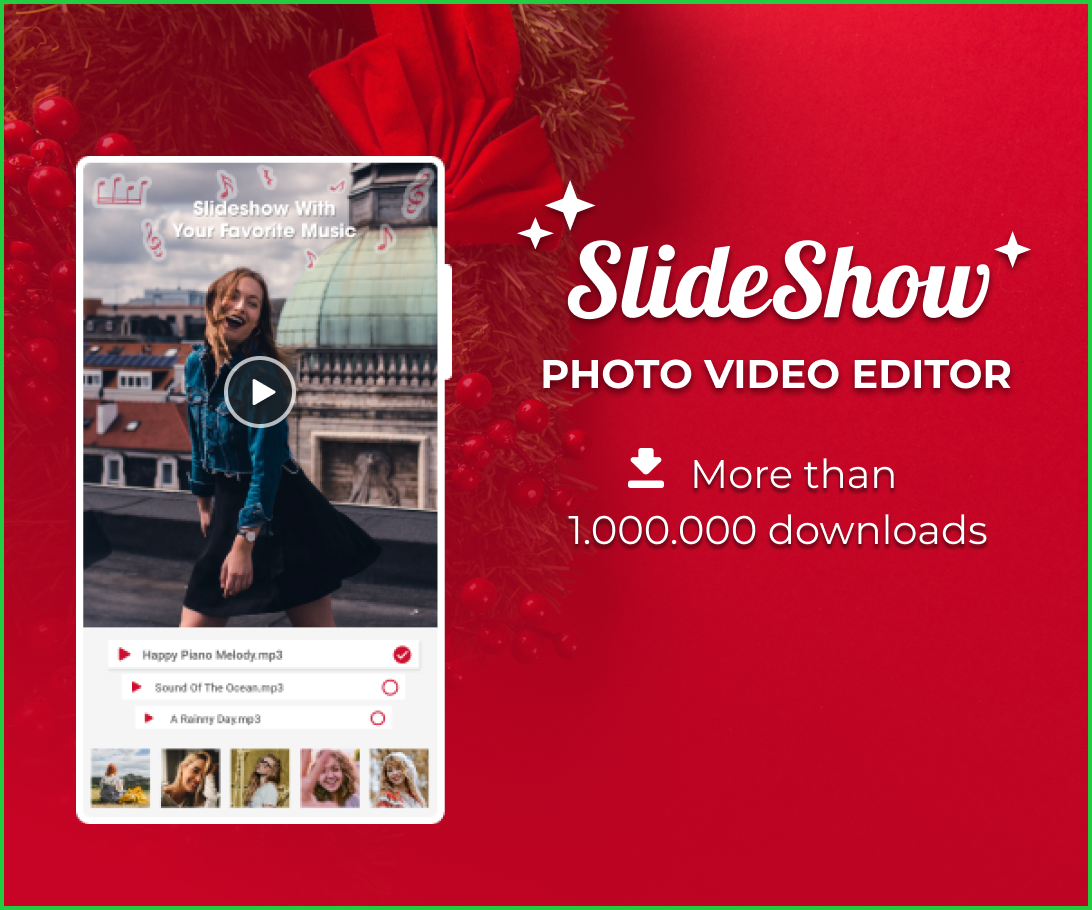 Slideshow With
Your Favorite Music
Happy Piano Melody.mp3
Sound Of The Ocean.mp3
A Rainny Day.mp3
SlideShow
PHOTO VIDEO EDITOR
More than
1.000.000 downloads